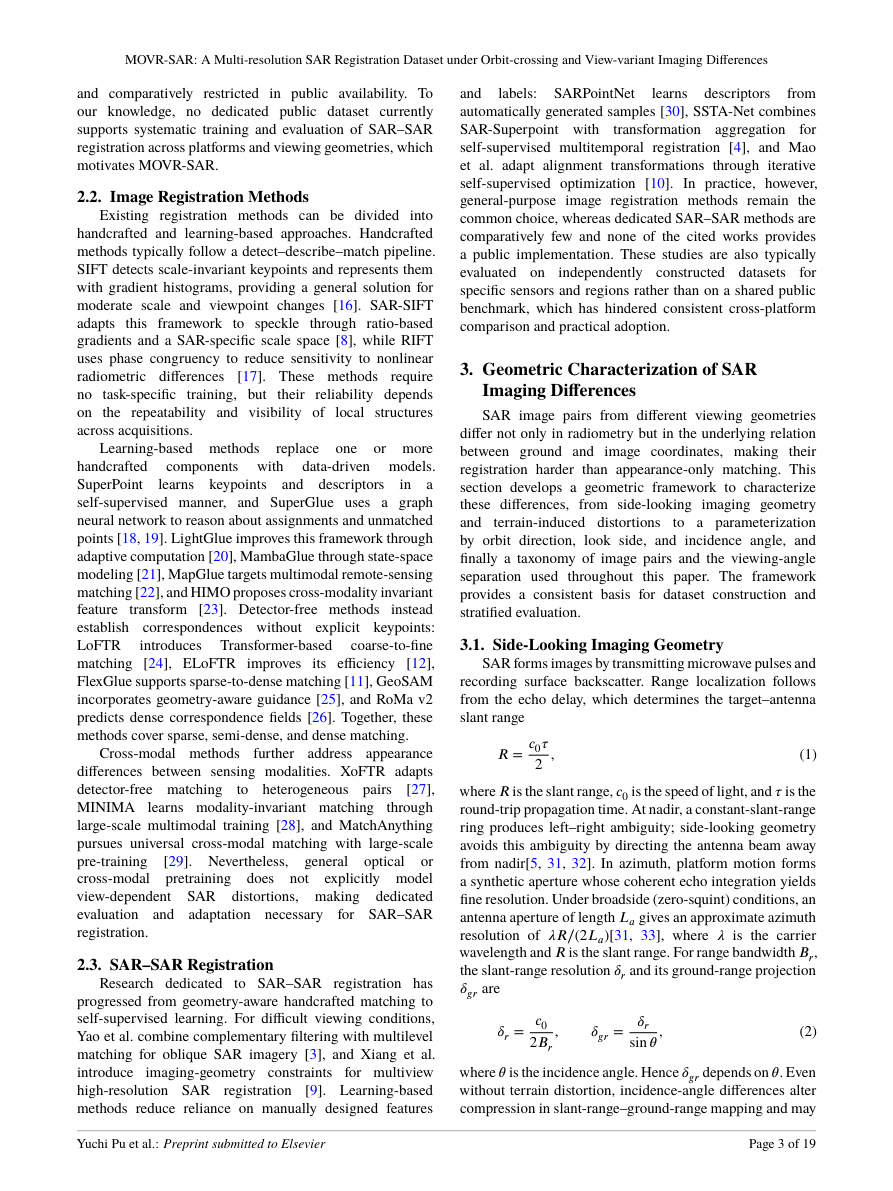 MOVR-SAR: A Multi-resolution SAR Registration Dataset under Orbit-crossing and View-variant Imaging Differences
and comparatively restricted in public availability. To
our knowledge, no dedicated public dataset currently
supports systematic training and evaluation of SAR–SAR
registration across platforms and viewing geometries, which
motivates MOVR-SAR.
2.2. Image Registration Methods
Existing registration methods can be divided into
handcrafted and learning-based approaches. Handcrafted
methods typically follow a detect–describe–match pipeline.
SIFT detects scale-invariant keypoints and represents them
with gradient histograms, providing a general solution for
moderate scale and viewpoint changes [16]. SAR-SIFT
adapts this framework to speckle through ratio-based
gradients and a SAR-specific scale space [8], while RIFT
uses phase congruency to reduce sensitivity to nonlinear
radiometric differences [17]. These methods require
no task-specific training, but their reliability depends
on the repeatability and visibility of local structures
across acquisitions.
Learning-based methods replace one or more
handcrafted components with data-driven models.
SuperPoint learns keypoints and descriptors in a
self-supervised manner, and SuperGlue uses a graph
neural network to reason about assignments and unmatched
points [18, 19]. LightGlue improves this framework through
adaptive computation [20], MambaGlue through state-space
modeling [21], MapGlue targets multimodal remote-sensing
matching [22], and HIMO proposes cross-modality invariant
feature transform [23]. Detector-free methods instead
establish correspondences without explicit keypoints:
LoFTR introduces Transformer-based coarse-to-fine
matching [24], ELoFTR improves its efficiency [12],
FlexGlue supports sparse-to-dense matching [11], GeoSAM
incorporates geometry-aware guidance [25], and RoMa v2
predicts dense correspondence fields [26]. Together, these
methods cover sparse, semi-dense, and dense matching.
Cross-modal methods further address appearance
differences between sensing modalities. XoFTR adapts
detector-free matching to heterogeneous pairs [27],
MINIMA learns modality-invariant matching through
large-scale multimodal training [28], and MatchAnything
pursues universal cross-modal matching with large-scale
pre-training [29]. Nevertheless, general optical or
cross-modal pretraining does not explicitly model
view-dependent SAR distortions, making dedicated
evaluation and adaptation necessary for SAR–SAR
registration.
2.3. SAR–SAR Registration
Research dedicated to SAR–SAR registration has
progressed from geometry-aware handcrafted matching to
self-supervised learning. For difficult viewing conditions,
Yao et al. combine complementary filtering with multilevel
matching for oblique SAR imagery [3], and Xiang et al.
introduce imaging-geometry constraints for multiview
high-resolution SAR registration [9]. Learning-based
methods reduce reliance on manually designed features
and labels: SARPointNet learns descriptors from
automatically generated samples [30], SSTA-Net combines
SAR-Superpoint with transformation aggregation for
self-supervised multitemporal registration [4], and Mao
et al. adapt alignment transformations through iterative
self-supervised optimization [10]. In practice, however,
general-purpose image registration methods remain the
common choice, whereas dedicated SAR–SAR methods are
comparatively few and none of the cited works provides
a public implementation. These studies are also typically
evaluated on independently constructed datasets for
specific sensors and regions rather than on a shared public
benchmark, which has hindered consistent cross-platform
comparison and practical adoption.
3. Geometric Characterization of SAR
Imaging Differences
SAR image pairs from different viewing geometries
differ not only in radiometry but in the underlying relation
between ground and image coordinates, making their
registration harder than appearance-only matching. This
section develops a geometric framework to characterize
these differences, from side-looking imaging geometry
and terrain-induced distortions to a parameterization
by orbit direction, look side, and incidence angle, and
finally a taxonomy of image pairs and the viewing-angle
separation used throughout this paper. The framework
provides a consistent basis for dataset construction and
stratified evaluation.
3.1. Side-Looking Imaging Geometry
SAR forms images by transmitting microwave pulses and
recording surface backscatter. Range localization follows
from the echo delay, which determines the target–antenna
slant range
R = c₀τ / 2, (1)
where R is the slant range, c₀ is the speed of light, and τ is the
round-trip propagation time. At nadir, a constant-slant-range
ring produces left–right ambiguity; side-looking geometry
avoids this ambiguity by directing the antenna beam away
from nadir[5, 31, 32]. In azimuth, platform motion forms
a synthetic aperture whose coherent echo integration yields
fine resolution. Under broadside (zero-squint) conditions, an
antenna aperture of length Lₐ gives an approximate azimuth
resolution of λR/(2Lₐ)[31, 33], where λ is the carrier
wavelength and R is the slant range. For range bandwidth Bᵣ,
the slant-range resolution δᵣ and its ground-range projection
δ_gr are
δᵣ = c₀ / 2Bᵣ, δ_gr = δᵣ / sin θ, (2)
where θ is the incidence angle. Hence δ_gr depends on θ. Even
without terrain distortion, incidence-angle differences alter
compression in slant-range–ground-range mapping and may
Yuchi Pu et al.: Preprint submitted to Elsevier
Page 3 of 19